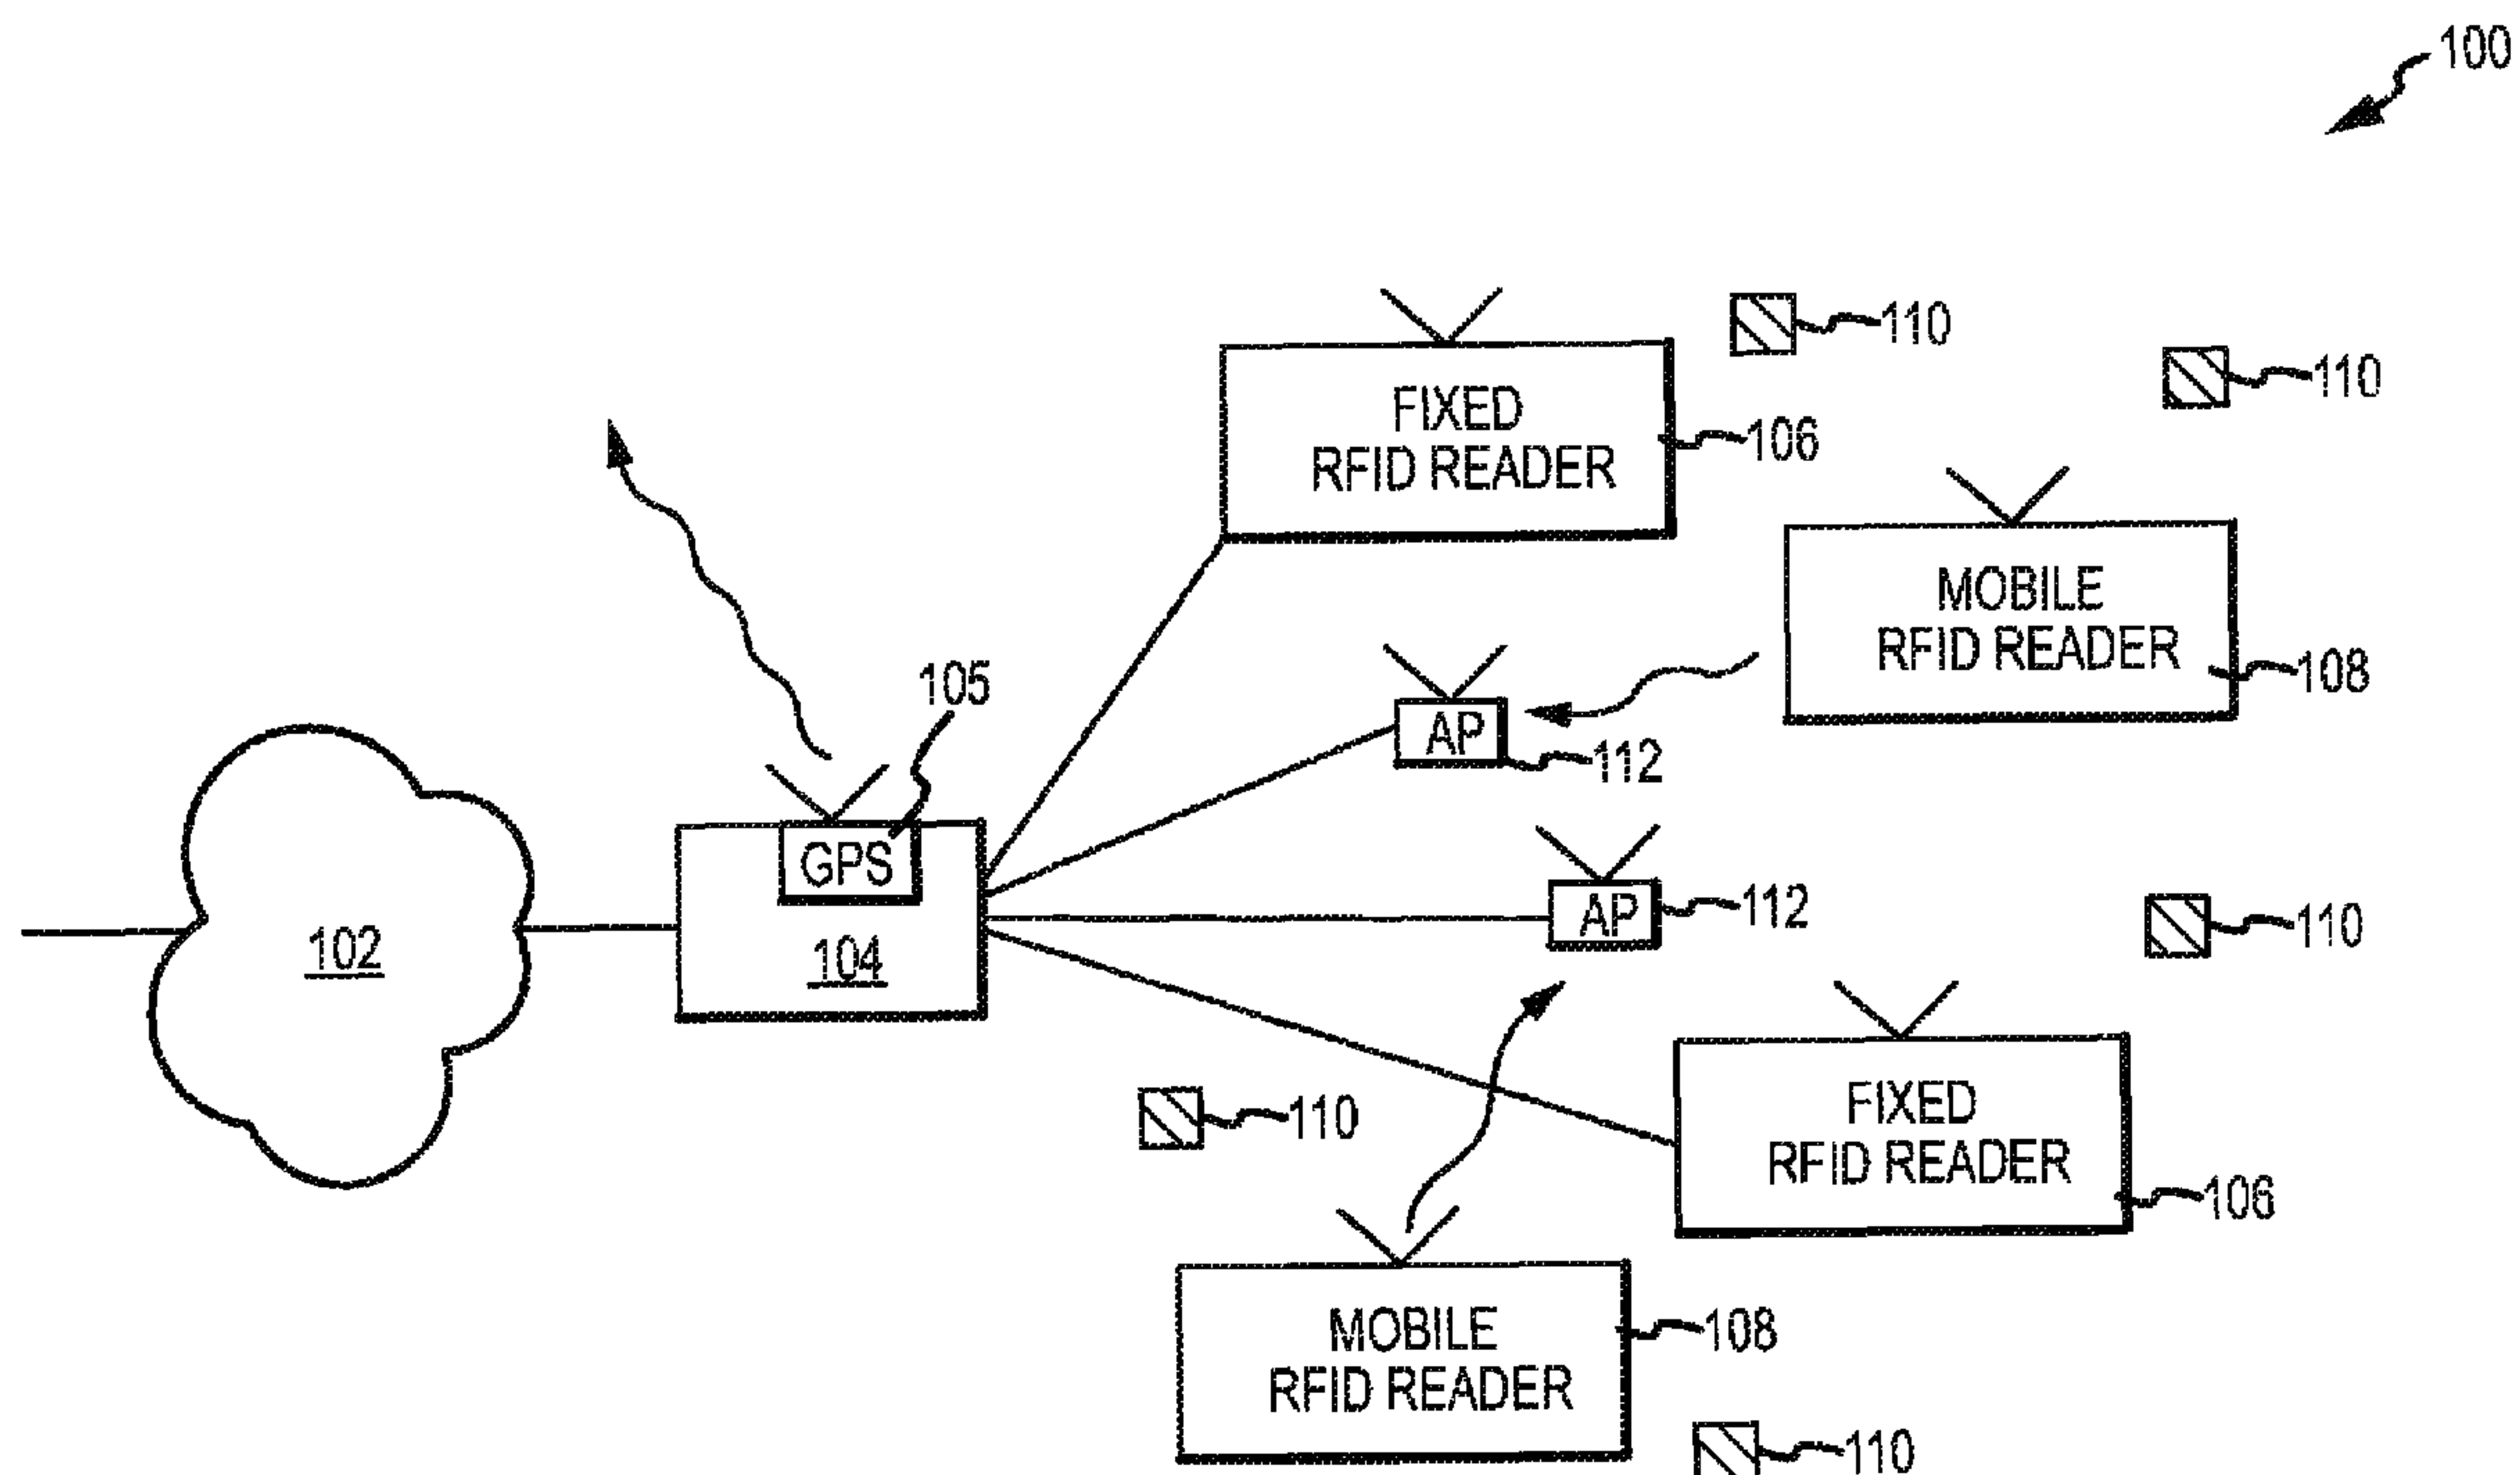 100
110
110
FIXED
RFID READER
106
MOBILE
RFID READER
108
105
AP
112
GPS
104
102
AP
112
110
110
FIXED
RFID READER
106
MOBILE
RFID READER
108
110